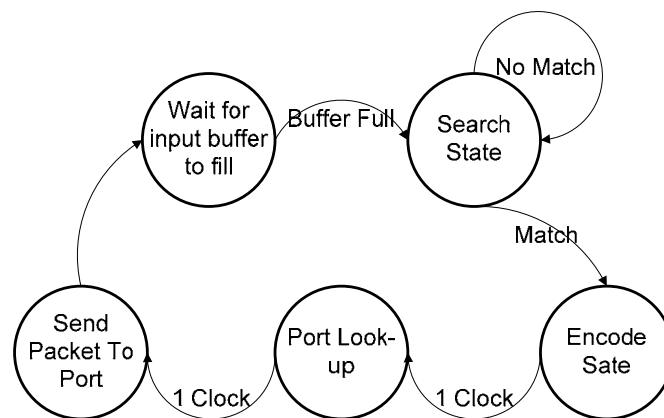 No Match
Wait for
input buffer
to fill
Buffer Full
Search
State
Match
Send
Packet To
Port
1 Clock
Port Look-
up
1 Clock
Encode
Sate